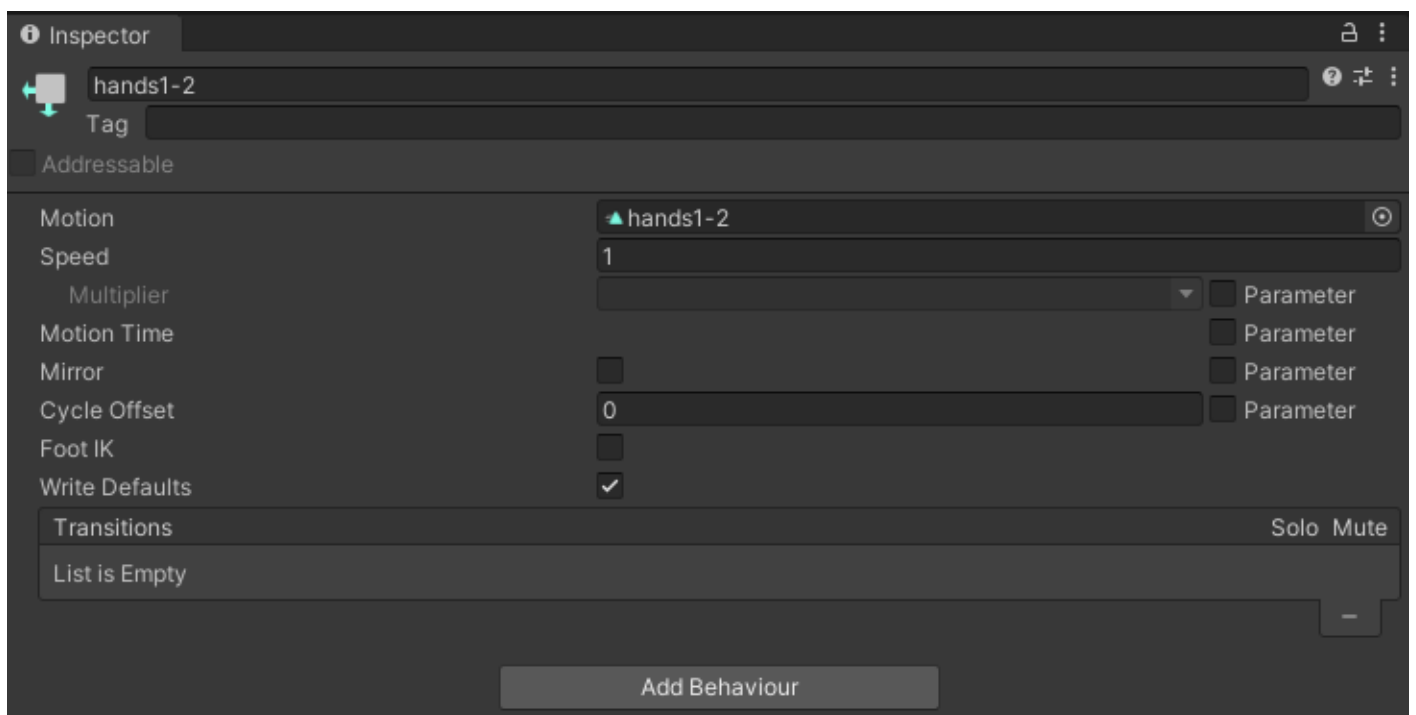 Inspector
hands1-2
Tag
Addressable
Motion hands1-2
Speed 1
Multiplier Parameter
Motion Time Parameter
Mirror Parameter
Cycle Offset 0 Parameter
Foot IK
Write Defaults
Transitions Solo Mute
List is Empty
Add Behaviour